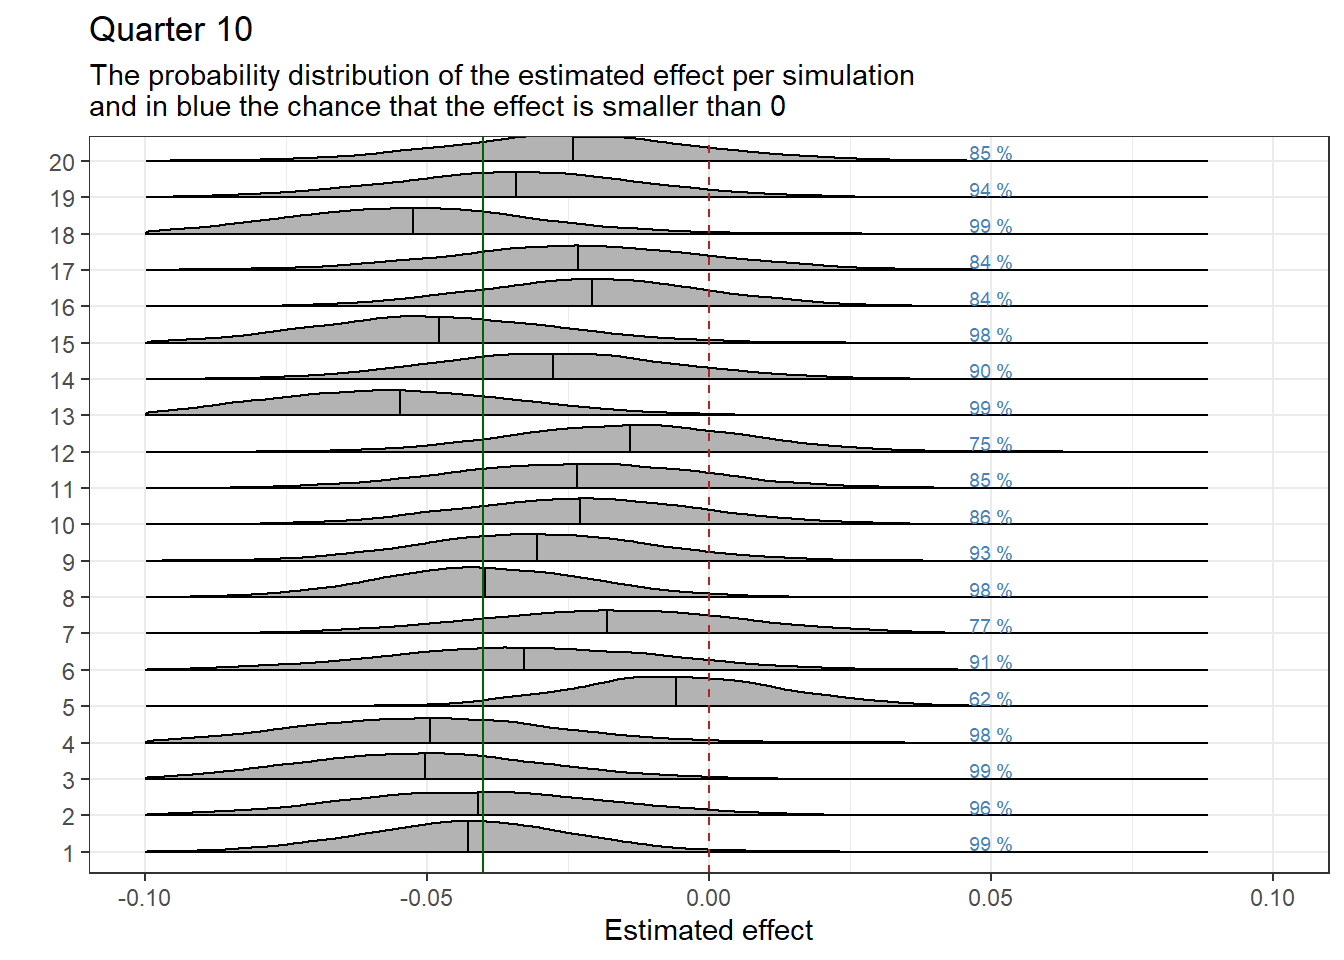 Quarter 10
The probability distribution of the estimated effect per simulation
and in blue the chance that the effect is smaller than 0
20 85 %
19 94 %
18 99 %
17 84 %
16 84 %
15 98 %
14 90 %
13 99 %
12 75 %
11 85 %
10 86 %
9 93 %
8 98 %
7 77 %
6 91 %
5 62 %
4 98 %
3 99 %
2 96 %
1 99 %
-0.10 -0.05 0.00 0.05 0.10
Estimated effect